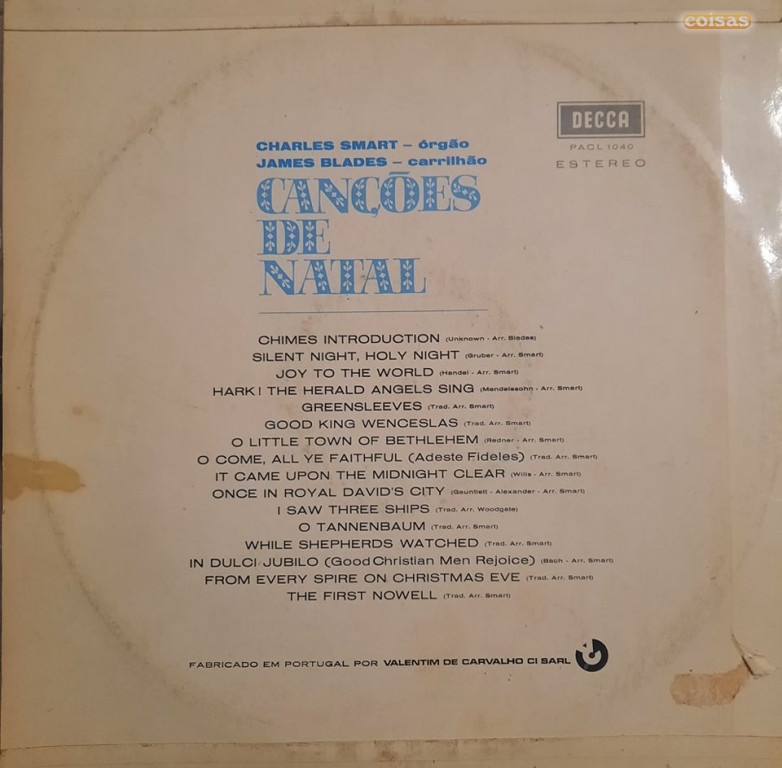 coisas
DECCA
PACL 1040
ESTEREO
CHARLES SMART – órgão
JAMES BLADES – carrilhão
CANÇÕES
DE
NATAL
CHIMES INTRODUCTION (Unknown - Arr. Blades)
SILENT NIGHT, HOLY NIGHT (Gruber - Arr. Smart)
JOY TO THE WORLD (Handel - Arr. Smart)
HARK! THE HERALD ANGELS SING (Mendelssohn - Arr. Smart)
GREENSLEEVES (Trad. Arr. Smart)
GOOD KING WENCESLAS (Trad. Arr. Smart)
O LITTLE TOWN OF BETHLEHEM (Redner - Arr. Smart)
O COME, ALL YE FAITHFUL (Adeste Fideles) (Trad. Arr. Smart)
IT CAME UPON THE MIDNIGHT CLEAR (Wills - Arr. Smart)
ONCE IN ROYAL DAVID'S CITY (Gauntlett - Alexander - Arr. Smart)
I SAW THREE SHIPS (Trad. Arr. Woodgate)
O TANNENBAUM (Trad. Arr. Smart)
WHILE SHEPHERDS WATCHED (Trad. Arr. Smart)
IN DULCI JUBILO (Good Christian Men Rejoice) (Bach - Arr. Smart)
FROM EVERY SPIRE ON CHRISTMAS EVE (Trad. Arr. Smart)
THE FIRST NOWELL (Trad. Arr. Smart)
FABRICADO EM PORTUGAL POR VALENTIM DE CARVALHO CI SARL